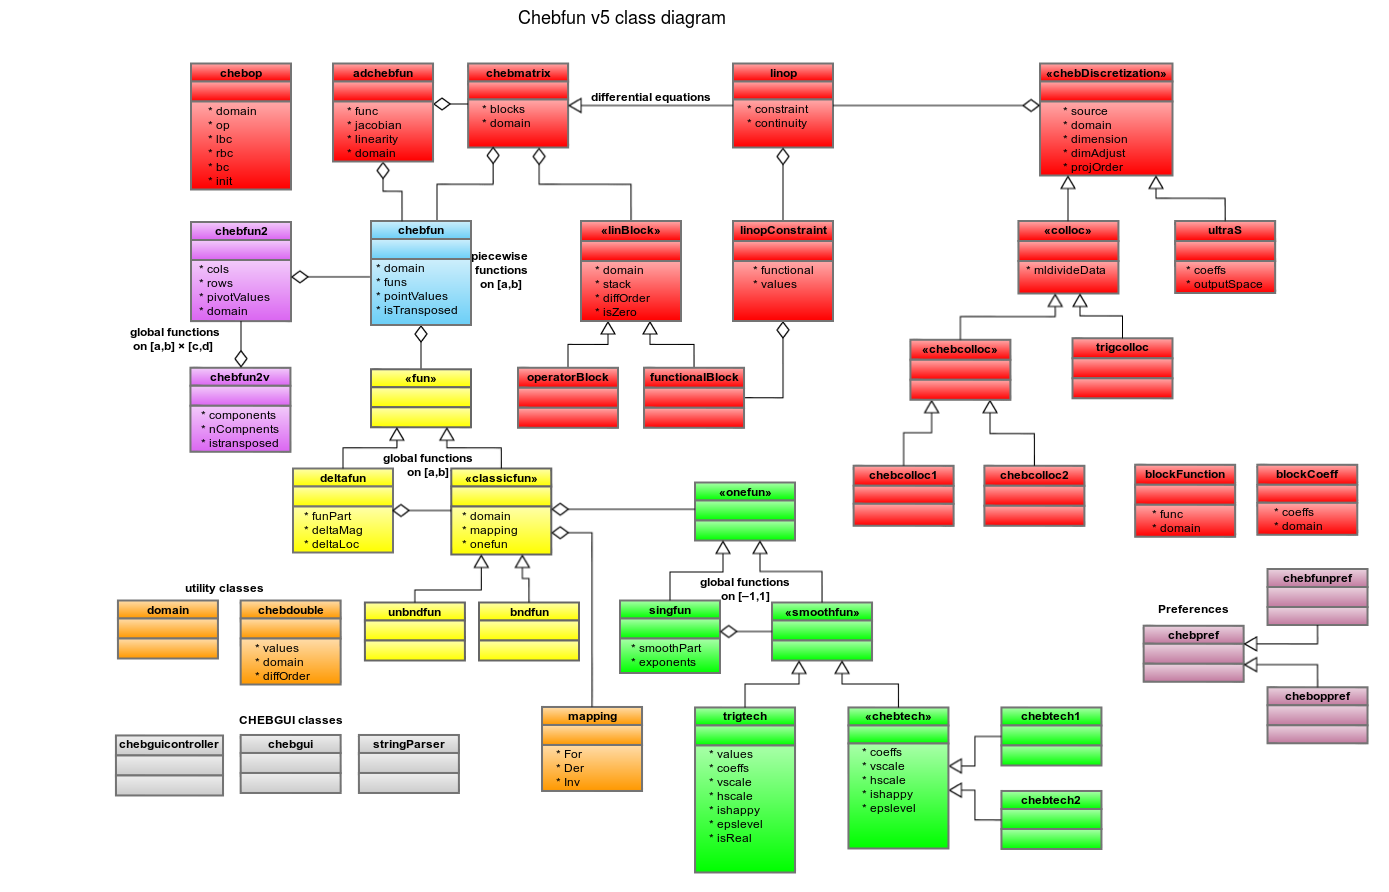 Chebfun v5 class diagram
chebop
* domain
* op
* lbc
* rbc
* bc
* init
adchebfun
* func
* jacobian
* linearity
* domain
chebmatrix
* blocks
* domain
differential equations
linop
* constraint
* continuity
«chebDiscretization»
* source
* domain
* dimension
* dimAdjust
* projOrder
chebfun2
* cols
* rows
* pivotValues
* domain
global functions
on [a,b] × [c,d]
chebfun
* domain
* funs
* pointValues
* isTransposed
piecewise
functions
on [a,b]
«linBlock»
* domain
* stack
* diffOrder
* isZero
linopConstraint
* functional
* values
«colloc»
* mldivideData
ultraS
* coeffs
* outputSpace
chebfun2v
* components
* nCompnents
* istransposed
«fun»
operatorBlock
functionalBlock
«chebcolloc»
trigcolloc
global functions
on [a,b]
deltafun
* funPart
* deltaMag
* deltaLoc
«classicfun»
* domain
* mapping
* onefun
«onefun»
chebcolloc1
chebcolloc2
blockFunction
* func
* domain
blockCoeff
* coeffs
* domain
utility classes
domain
chebdouble
* values
* domain
* diffOrder
unbndfun
bndfun
global functions
on [–1,1]
singfun
* smoothPart
* exponents
«smoothfun»
Preferences
chebpref
chebfunpref
cheboppref
CHEBGUI classes
chebguicontroller
chebgui
stringParser
mapping
* For
* Der
* Inv
trigtech
* values
* coeffs
* vscale
* hscale
* ishappy
* epslevel
* isReal
«chebtech»
* coeffs
* vscale
* hscale
* ishappy
* epslevel
chebtech1
chebtech2